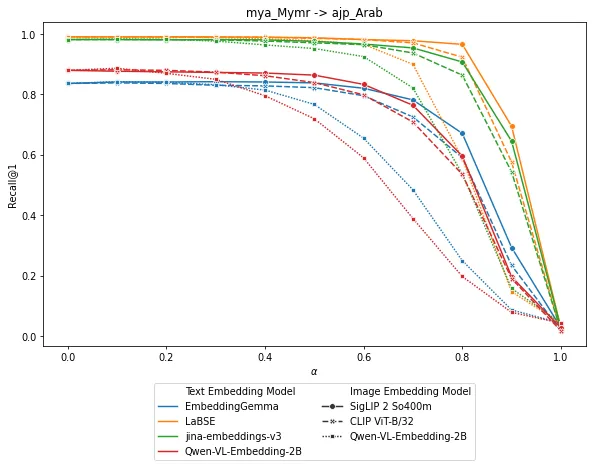 mya_Mymr -> ajp_Arab
Recall@1
1.0
0.8
0.6
0.4
0.2
0.0
0.0 0.2 0.4 0.6 0.8 1.0
α
Text Embedding Model
EmbeddingGemma
LaBSE
jina-embeddings-v3
Qwen-VL-Embedding-2B
Image Embedding Model
SigLIP 2 So400m
CLIP ViT-B/32
Qwen-VL-Embedding-2B